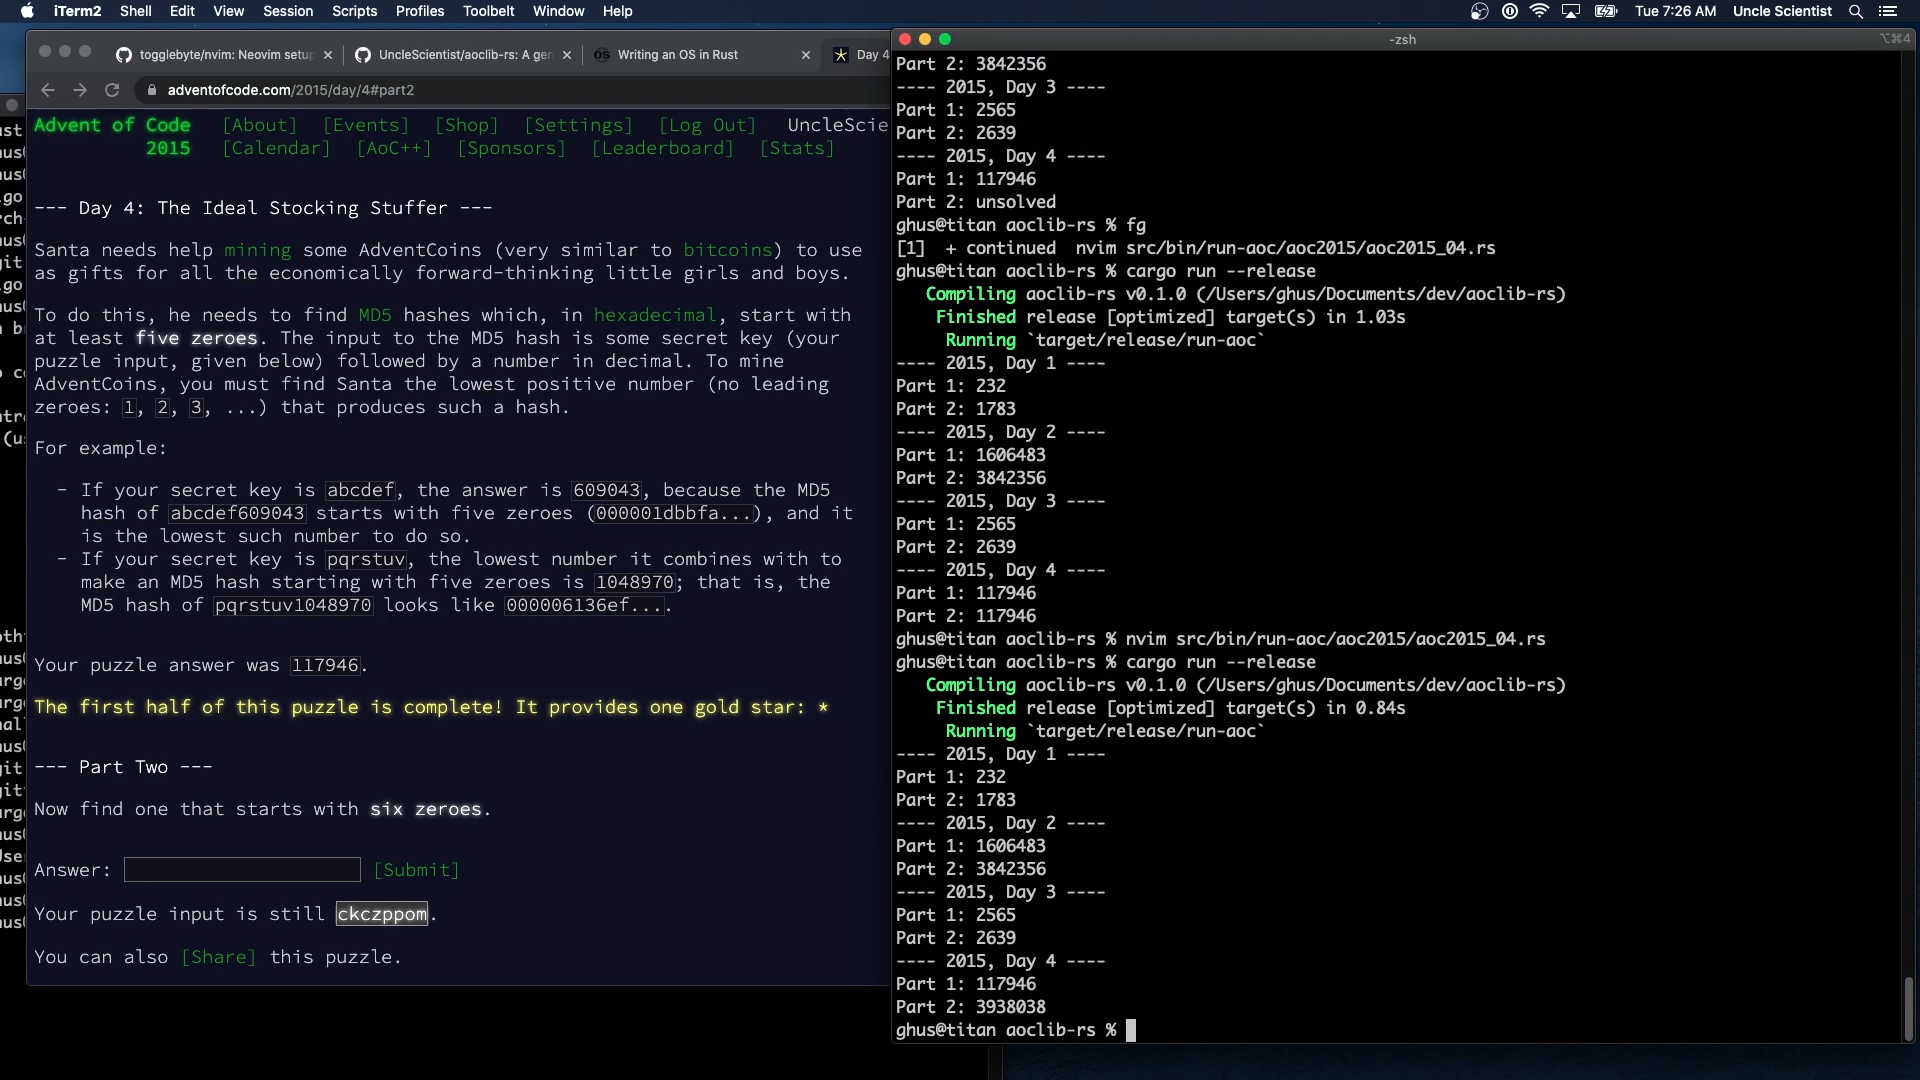 iTerm2 Shell Edit View Session Scripts Profiles Toolbelt Window Help Tue 7:26 AM Uncle Scientist
togglebyte/nvim: Neovim setup
UncleScientist/aoclib-rs: A gen
Writing an OS in Rust
Day 4
adventofcode.com/2015/day/4#part2
Advent of Code [About] [Events] [Shop] [Settings] [Log Out] UncleScie
2015 [Calendar] [AoC++] [Sponsors] [Leaderboard] [Stats]
--- Day 4: The Ideal Stocking Stuffer ---
Santa needs help mining some AdventCoins (very similar to bitcoins) to use
as gifts for all the economically forward-thinking little girls and boys.
To do this, he needs to find MD5 hashes which, in hexadecimal, start with
at least five zeroes. The input to the MD5 hash is some secret key (your
puzzle input, given below) followed by a number in decimal. To mine
AdventCoins, you must find Santa the lowest positive number (no leading
zeroes: 1, 2, 3, ...) that produces such a hash.
For example:
- If your secret key is abcdef, the answer is 609043, because the MD5
hash of abcdef609043 starts with five zeroes (000001dbbfa...), and it
is the lowest such number to do so.
- If your secret key is pqrstuv, the lowest number it combines with to
make an MD5 hash starting with five zeroes is 1048970; that is, the
MD5 hash of pqrstuv1048970 looks like 000006136ef....
Your puzzle answer was 117946.
The first half of this puzzle is complete! It provides one gold star: *
--- Part Two ---
Now find one that starts with six zeroes.
Answer: [Submit]
Your puzzle input is still ckczppom.
You can also [Share] this puzzle.
-zsh
⌥⌘4
Part 2: 3842356
---- 2015, Day 3 ----
Part 1: 2565
Part 2: 2639
---- 2015, Day 4 ----
Part 1: 117946
Part 2: unsolved
ghus@titan aoclib-rs % fg
[1]  + continued  nvim src/bin/run-aoc/aoc2015/aoc2015_04.rs
ghus@titan aoclib-rs % cargo run --release
Compiling aoclib-rs v0.1.0 (/Users/ghus/Documents/dev/aoclib-rs)
Finished release [optimized] target(s) in 1.03s
Running `target/release/run-aoc`
---- 2015, Day 1 ----
Part 1: 232
Part 2: 1783
---- 2015, Day 2 ----
Part 1: 1606483
Part 2: 3842356
---- 2015, Day 3 ----
Part 1: 2565
Part 2: 2639
---- 2015, Day 4 ----
Part 1: 117946
Part 2: 117946
ghus@titan aoclib-rs % nvim src/bin/run-aoc/aoc2015/aoc2015_04.rs
ghus@titan aoclib-rs % cargo run --release
Compiling aoclib-rs v0.1.0 (/Users/ghus/Documents/dev/aoclib-rs)
Finished release [optimized] target(s) in 0.84s
Running `target/release/run-aoc`
---- 2015, Day 1 ----
Part 1: 232
Part 2: 1783
---- 2015, Day 2 ----
Part 1: 1606483
Part 2: 3842356
---- 2015, Day 3 ----
Part 1: 2565
Part 2: 2639
---- 2015, Day 4 ----
Part 1: 117946
Part 2: 3938038
ghus@titan aoclib-rs %